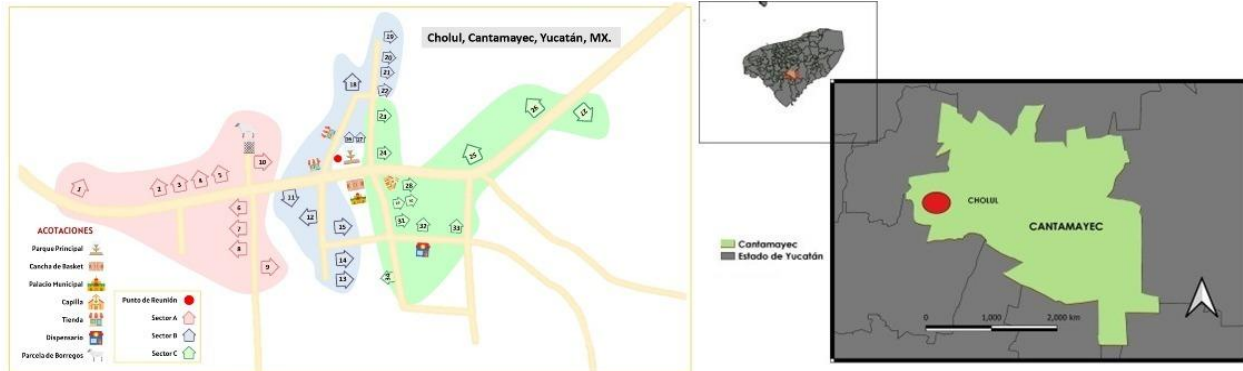 Cholul, Cantamayec, Yucatán, MX.
19
20
21
22
18
23
24
26
27
25
10
1
2
3
4
5
6
7
8
9
11
12
15
14
13
28
31
32
33
ACOTACIONES
Parque Principal
Cancha de Basket
Palacio Municipal
Capilla
Tienda
Dispensario
Parcela de Borregos
Punto de Reunión
Sector A
Sector B
Sector C
Cantamayec
Estado de Yucatán
CHOLUL
CANTAMAYEC
0 1,000 2,000 km